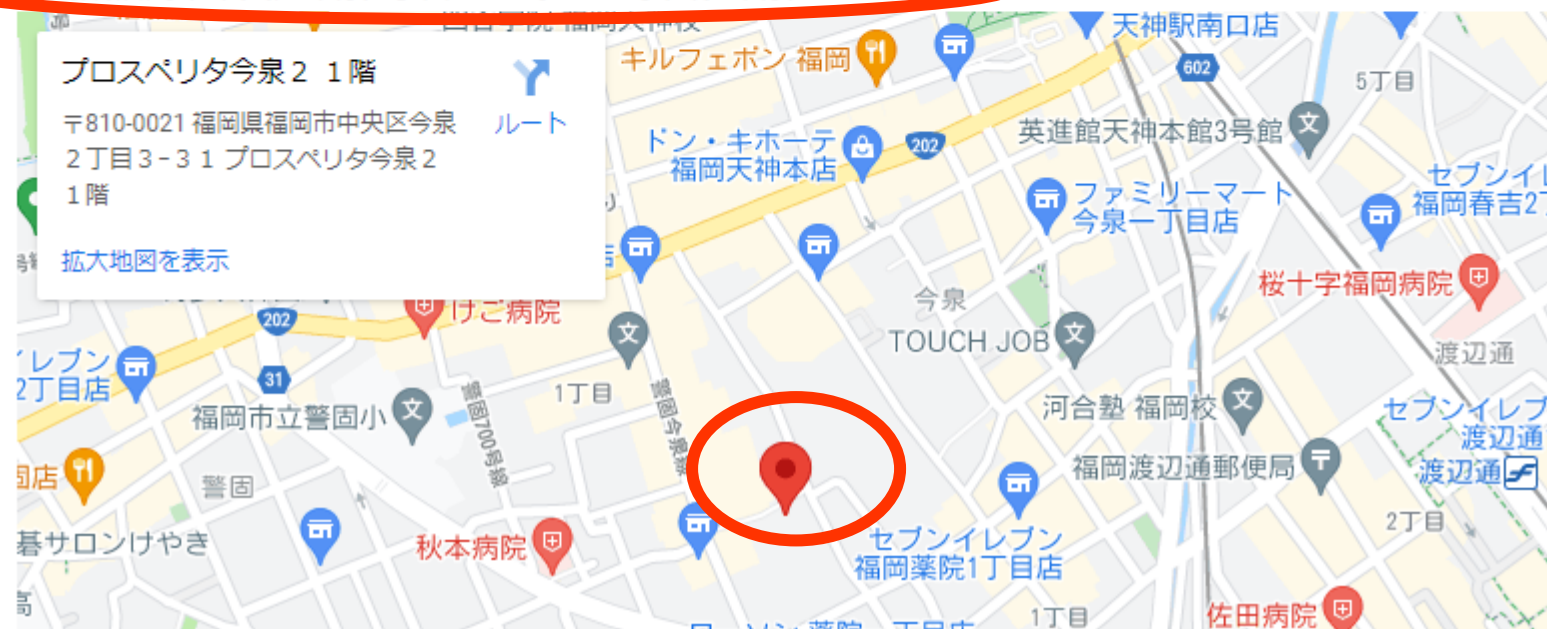 プロスペリタ今泉２ １階
〒810-0021 福岡県福岡市中央区今泉
２丁目３−３１ プロスペリタ今泉２
１階
ルート
拡大地図を表示
キルフェボン 福岡
天神駅南口店
602
5丁目
ドン・キホーテ
福岡天神本店
202
英進館天神本館3号館
ファミリーマート
今泉一丁目店
セブンイレ
福岡春吉2丁
桜十字福岡病院
今泉
TOUCH JOB
渡辺通
けご病院
202
イレブン
2丁目店
31
福岡市立警固小
1丁目
警固700号線
警固今泉線
河合塾 福岡校
セブンイレブ
渡辺通
渡辺通
福岡渡辺通郵便局
固店
警固
2丁目
碁サロンけやき
秋本病院
セブンイレブン
福岡薬院1丁目店
高
1丁目
佐田病院